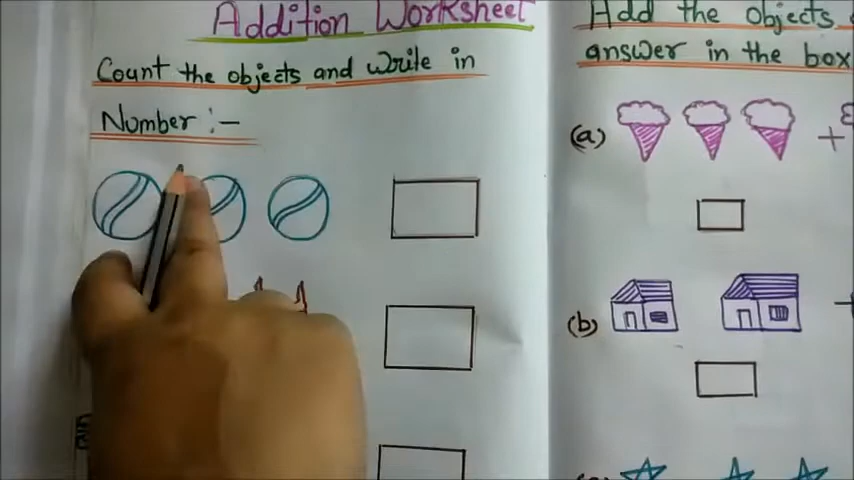 Addition Worksheet
Count the objects and write in
Number :-
Add the objects
answer in the box
(a)
+
(b)